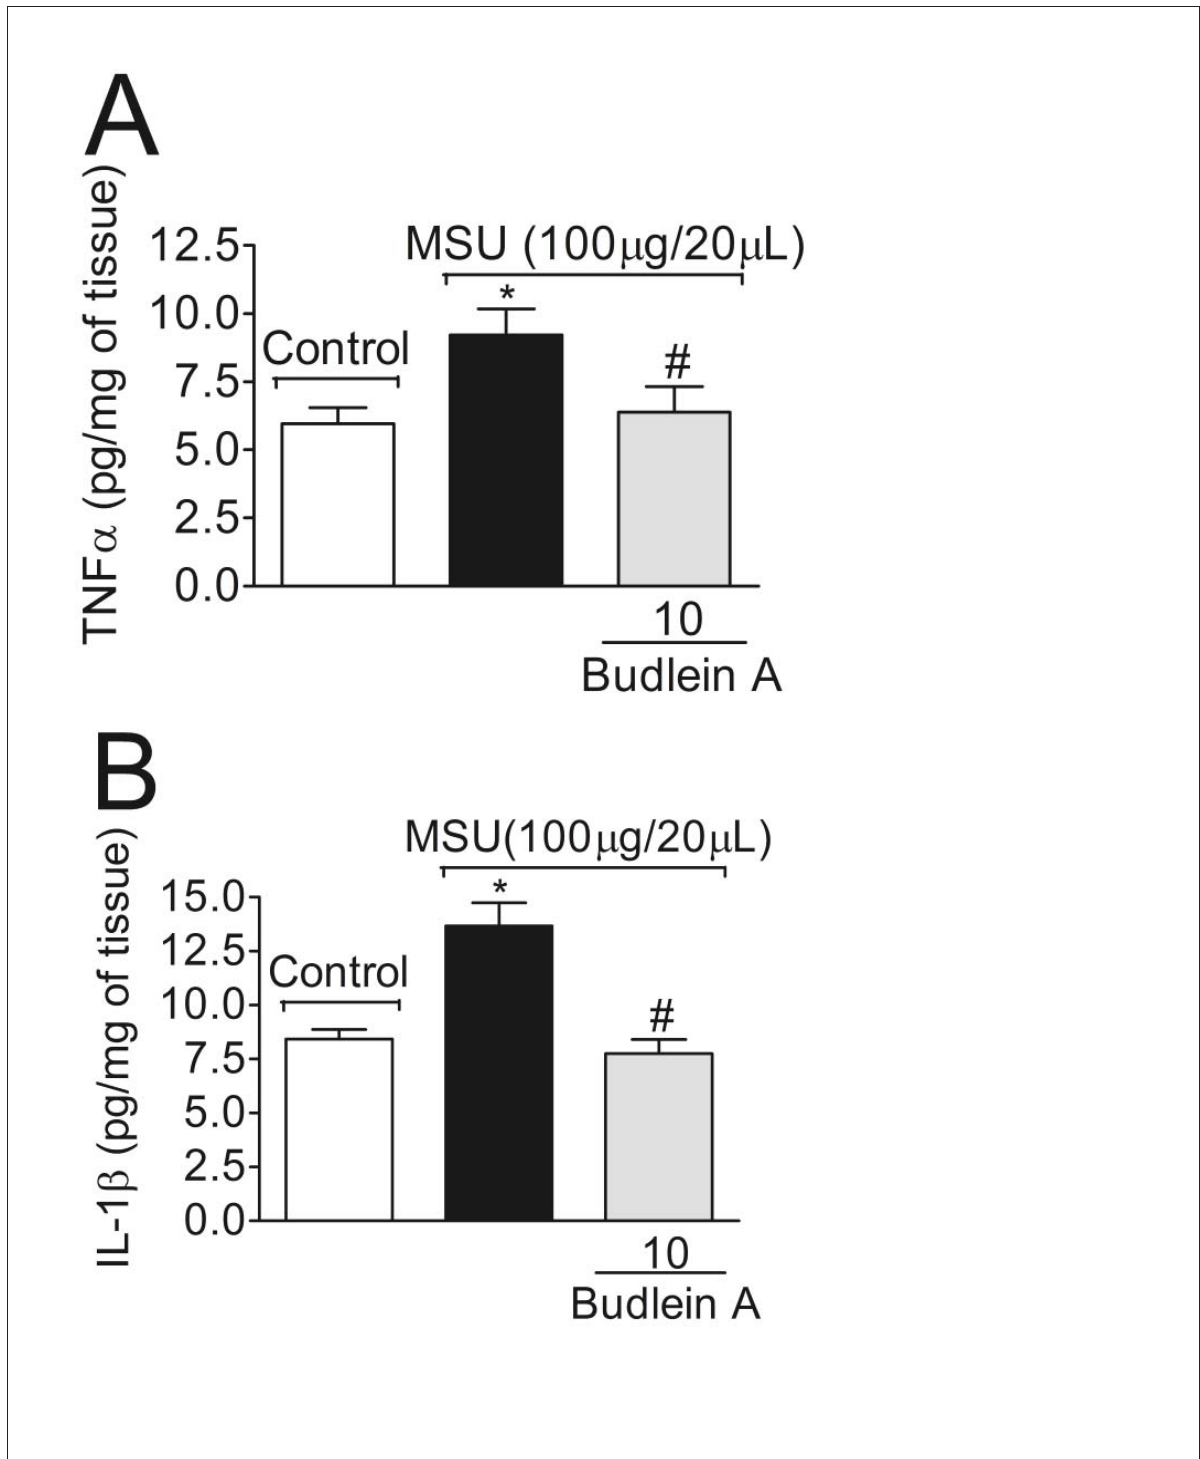 A
TNFα (pg/mg of tissue)
MSU (100μg/20μL)
12.5
*
10.0
Control
#
7.5
5.0
2.5
0.0
10
Budlein A
B
IL-1β (pg/mg of tissue)
MSU(100μg/20μL)
15.0
*
12.5
Control
10.0
#
7.5
5.0
2.5
0.0
10
Budlein A